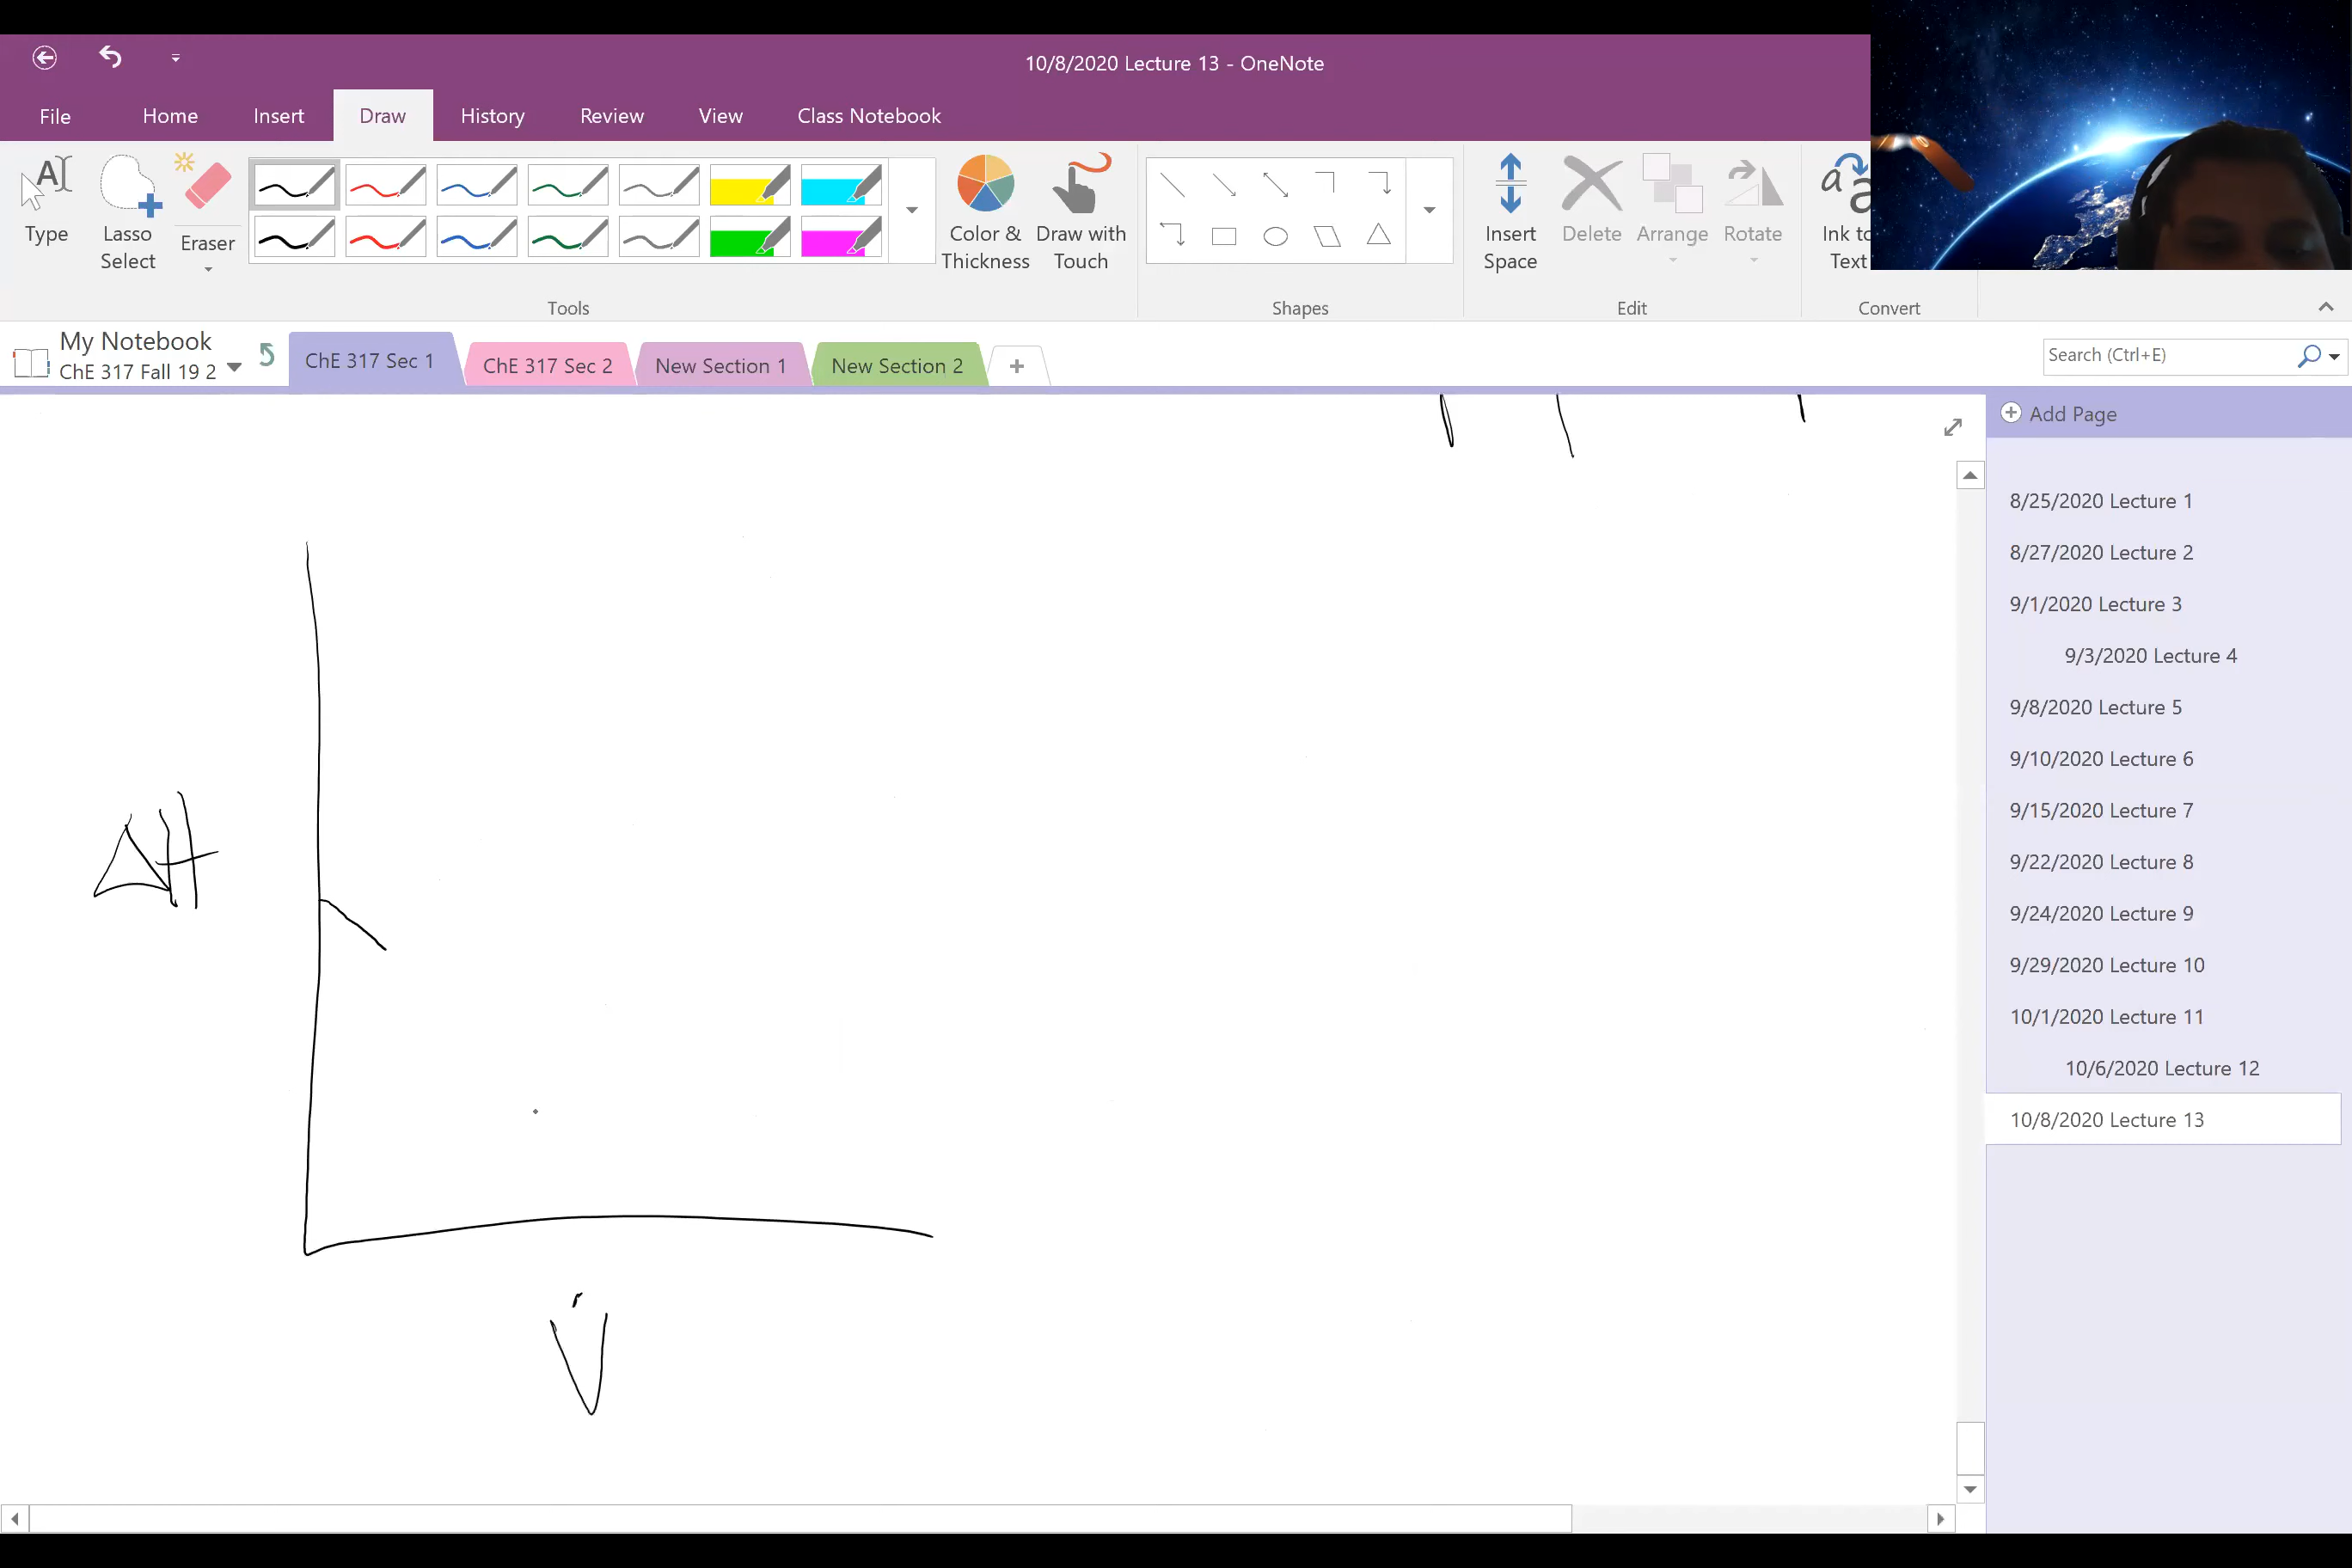 10/8/2020 Lecture 13 - OneNote
File Home Insert Draw History Review View Class Notebook
Type
Lasso Select
Eraser
Color & Thickness
Draw with Touch
Insert Space
Delete
Arrange
Rotate
Ink to Text
Tools
Shapes
Edit
Convert
My Notebook
ChE 317 Fall 19 2
ChE 317 Sec 1
ChE 317 Sec 2
New Section 1
New Section 2
Search (Ctrl+E)
Add Page
8/25/2020 Lecture 1
8/27/2020 Lecture 2
9/1/2020 Lecture 3
9/3/2020 Lecture 4
9/8/2020 Lecture 5
9/10/2020 Lecture 6
9/15/2020 Lecture 7
9/22/2020 Lecture 8
9/24/2020 Lecture 9
9/29/2020 Lecture 10
10/1/2020 Lecture 11
10/6/2020 Lecture 12
10/8/2020 Lecture 13
ΔH
V̇